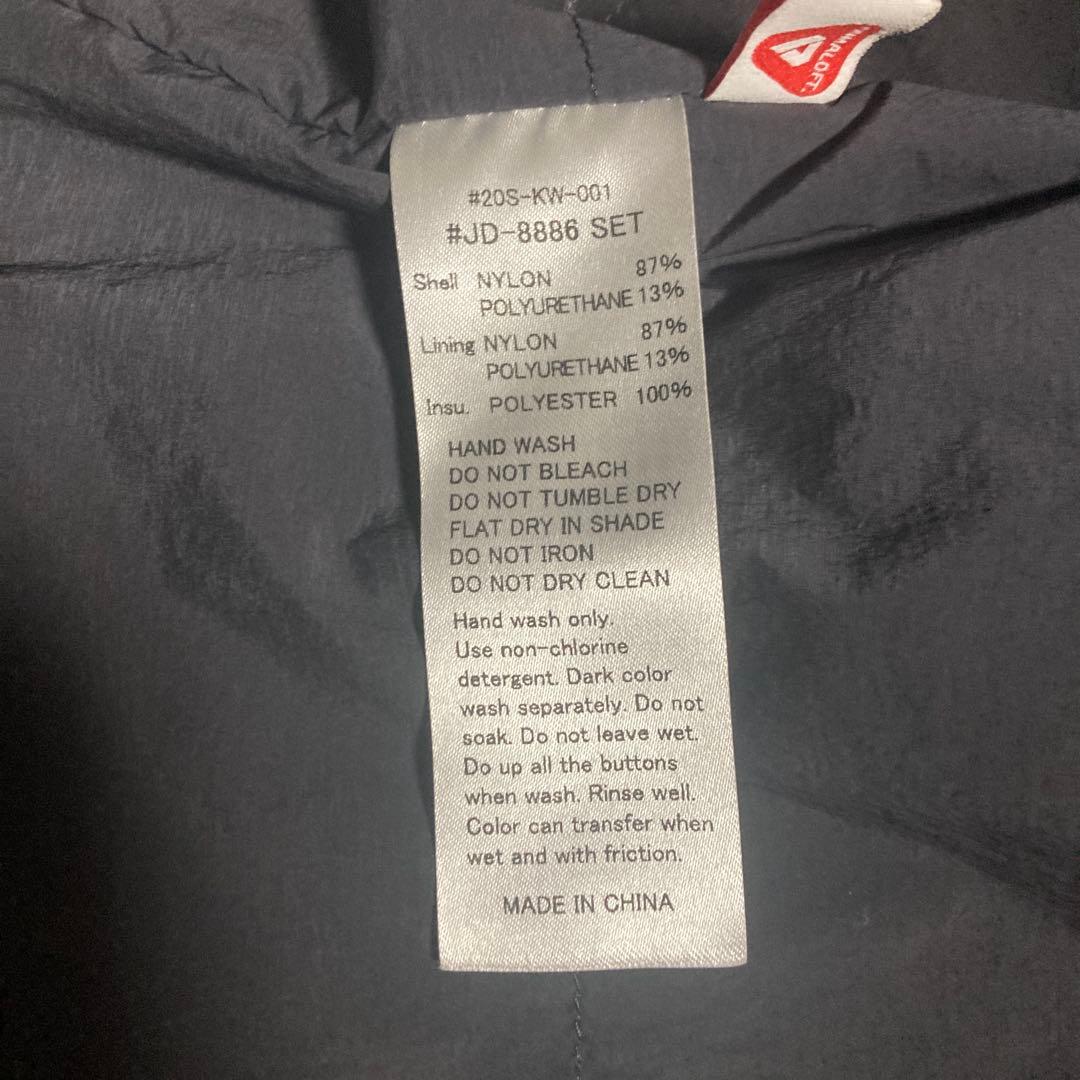 PRIMALOFT
#20S-KW-001
#JD-8886 SET
Shell NYLON 87%
POLYURETHANE 13%
Lining NYLON 87%
POLYURETHANE 13%
Insu. POLYESTER 100%
HAND WASH
DO NOT BLEACH
DO NOT TUMBLE DRY
FLAT DRY IN SHADE
DO NOT IRON
DO NOT DRY CLEAN
Hand wash only.
Use non-chlorine
detergent. Dark color
wash separately. Do not
soak. Do not leave wet.
Do up all the buttons
when wash. Rinse well.
Color can transfer when
wet and with friction.
MADE IN CHINA